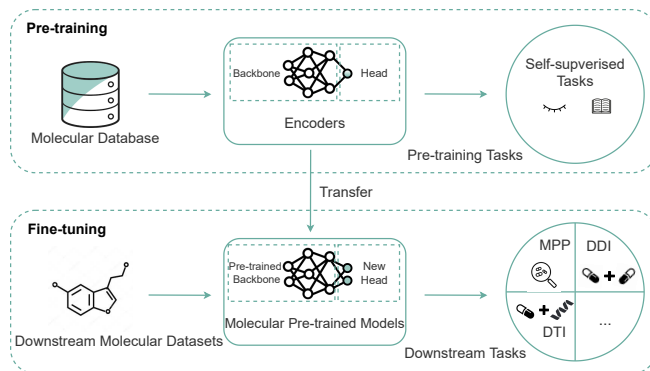 Pre-training
Backbone
Head
Self-supverised
Tasks
Molecular Database
Encoders
Pre-training Tasks
Transfer
Fine-tuning
MPP
DDI
Pre-trained
Backbone
New
Head
DTI
...
Downstream Molecular Datasets
Molecular Pre-trained Models
Downstream Tasks